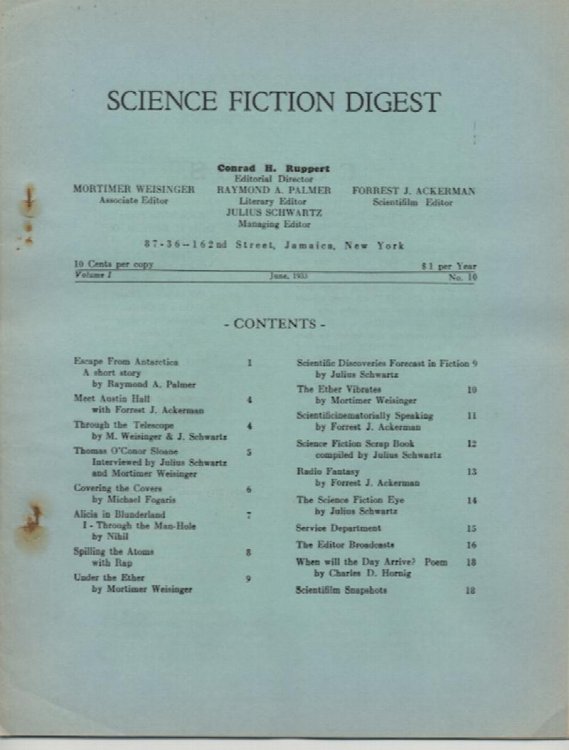 SCIENCE FICTION DIGEST
Conrad H. Ruppert
Editorial Director
MORTIMER WEISINGER RAYMOND A. PALMER FORREST J. ACKERMAN
Associate Editor Literary Editor Scientifilm Editor
JULIUS SCHWARTZ
Managing Editor
87-36—162nd Street, Jamaica, New York
10 Cents per copy $1 per Year
Volume I June, 1933 No. 10
- CONTENTS -
Escape From Antarctica 1
A short story
by Raymond A. Palmer
Meet Austin Hall 4
with Forrest J. Ackerman
Through the Telescope 4
by M. Weisinger & J. Schwartz
Thomas O'Conor Sloane 5
Interviewed by Julius Schwartz
and Mortimer Weisinger
Covering the Covers 6
by Michael Fogaris
Alicia in Blunderland 7
I - Through the Man-Hole
by Nihil
Spilling the Atoms 8
with Rap
Under the Ether 9
by Mortimer Weisinger
Scientific Discoveries Forecast in Fiction 9
by Julius Schwartz
The Ether Vibrates 10
by Mortimer Weisinger
Scientificinematorially Speaking 11
by Forrest J. Ackerman
Science Fiction Scrap Book 12
compiled by Julius Schwartz
Radio Fantasy 13
by Forrest J. Ackerman
The Science Fiction Eye 14
by Julius Schwartz
Service Department 15
The Editor Broadcasts 16
When will the Day Arrive? Poem 18
by Charles D. Hornig
Scientifilm Snapshots 18